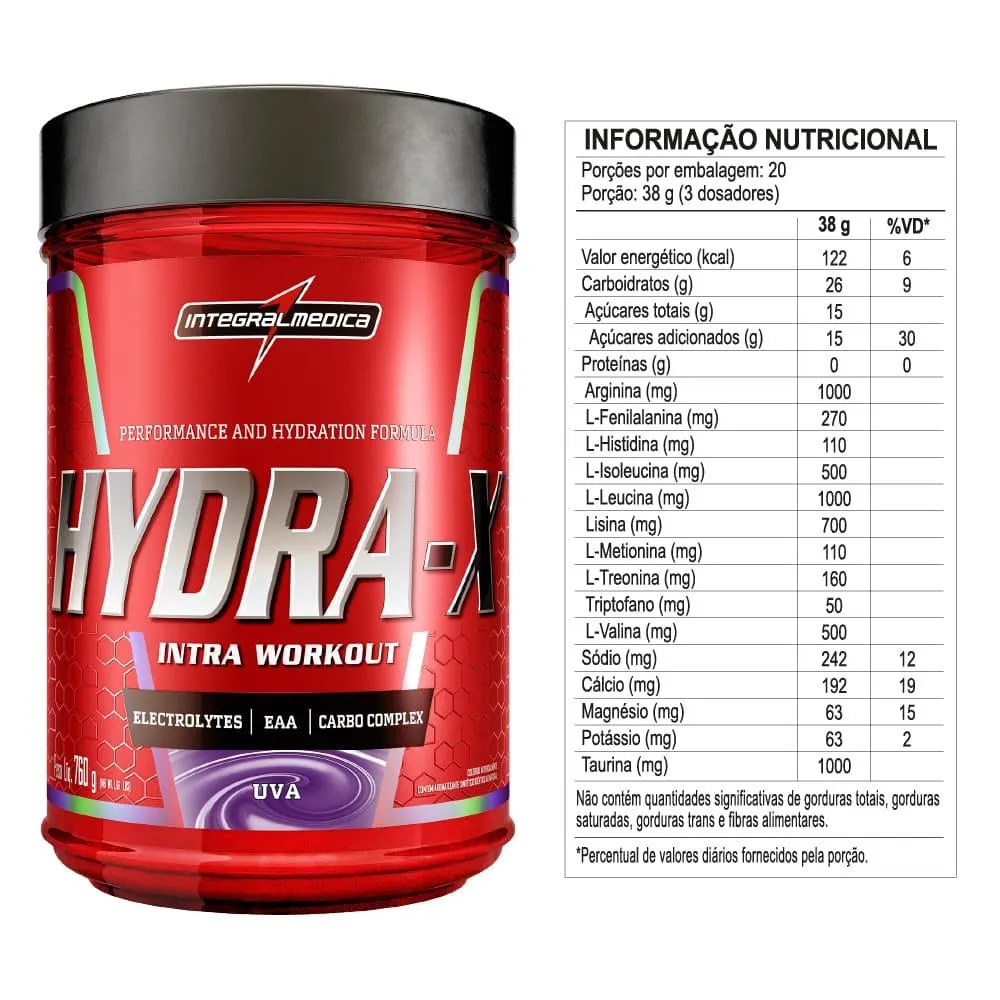 INTEGRALMEDICA
PERFORMANCE AND HYDRATION FORMULA
HYDRA-X
INTRA WORKOUT
ELECTROLYTES | EAA | CARBO COMPLEX
Peso Líq. 760 g
UVA
INFORMAÇÃO NUTRICIONAL
Porções por embalagem: 20
Porção: 38 g (3 dosadores)
38 g %VD*
Valor energético (kcal) 122 6
Carboidratos (g) 26 9
Açúcares totais (g) 15
Açúcares adicionados (g) 15 30
Proteínas (g) 0 0
Arginina (mg) 1000
L-Fenilalanina (mg) 270
L-Histidina (mg) 110
L-Isoleucina (mg) 500
L-Leucina (mg) 1000
Lisina (mg) 700
L-Metionina (mg) 110
L-Treonina (mg) 160
Triptofano (mg) 50
L-Valina (mg) 500
Sódio (mg) 242 12
Cálcio (mg) 192 19
Magnésio (mg) 63 15
Potássio (mg) 63 2
Taurina (mg) 1000
Não contém quantidades significativas de gorduras totais, gorduras
saturadas, gorduras trans e fibras alimentares.
*Percentual de valores diários fornecidos pela porção.